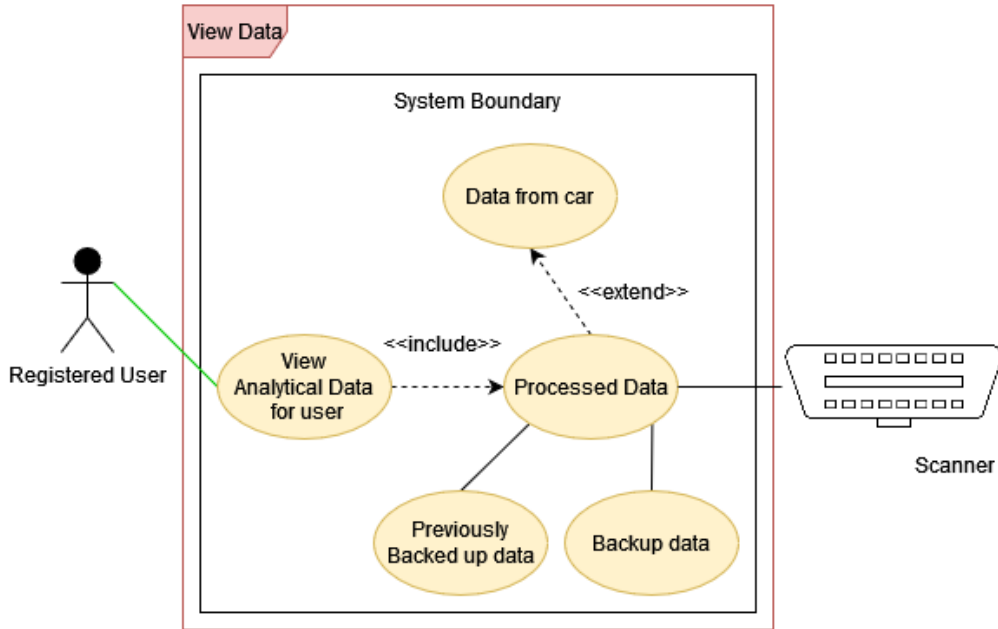 View Data
System Boundary
Data from car
<<extend>>
<<include>>
Registered User
View
Analytical Data
for user
Processed Data
Scanner
Previously
Backed up data
Backup data